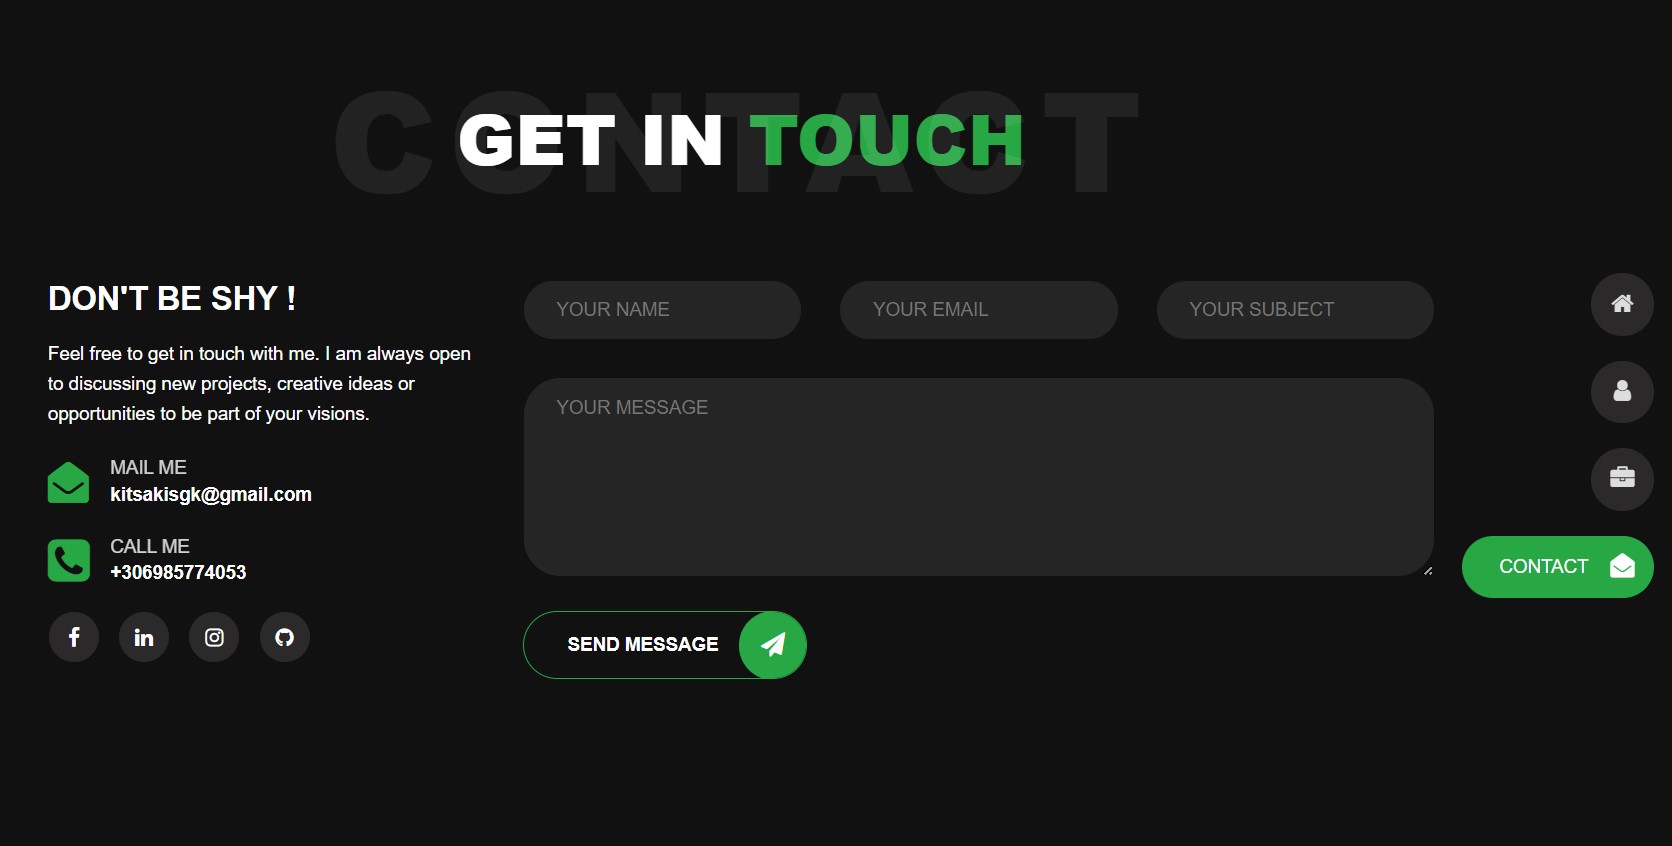 CONTACT
GET IN TOUCH
DON'T BE SHY !
Feel free to get in touch with me. I am always open
to discussing new projects, creative ideas or
opportunities to be part of your visions.
MAIL ME
kitsakisgk@gmail.com
CALL ME
+306985774053
YOUR NAME
YOUR EMAIL
YOUR SUBJECT
YOUR MESSAGE
SEND MESSAGE
CONTACT